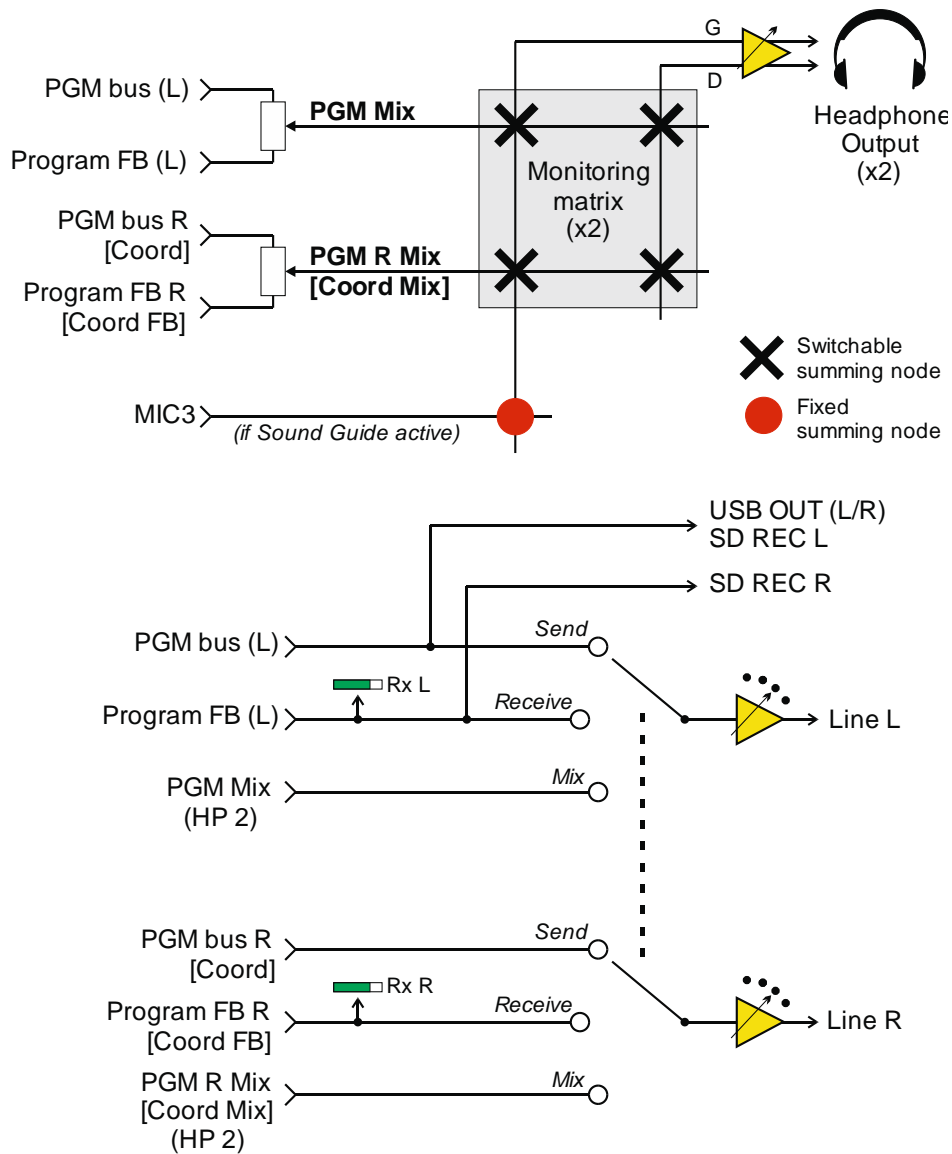 G
D
PGM bus (L)
PGM Mix
Program FB (L)
Headphone
Output
(x2)
Monitoring
matrix
(x2)
PGM bus R
[Coord]
PGM R Mix
[Coord Mix]
Program FB R
[Coord FB]
Switchable
summing node
MIC3
(if Sound Guide active)
Fixed
summing node
USB OUT (L/R)
SD REC L
SD REC R
PGM bus (L)
Send
Rx L
Program FB (L)
Receive
Line L
PGM Mix
(HP 2)
Mix
PGM bus R
[Coord]
Send
Rx R
Program FB R
[Coord FB]
Receive
Line R
PGM R Mix
[Coord Mix]
(HP 2)
Mix